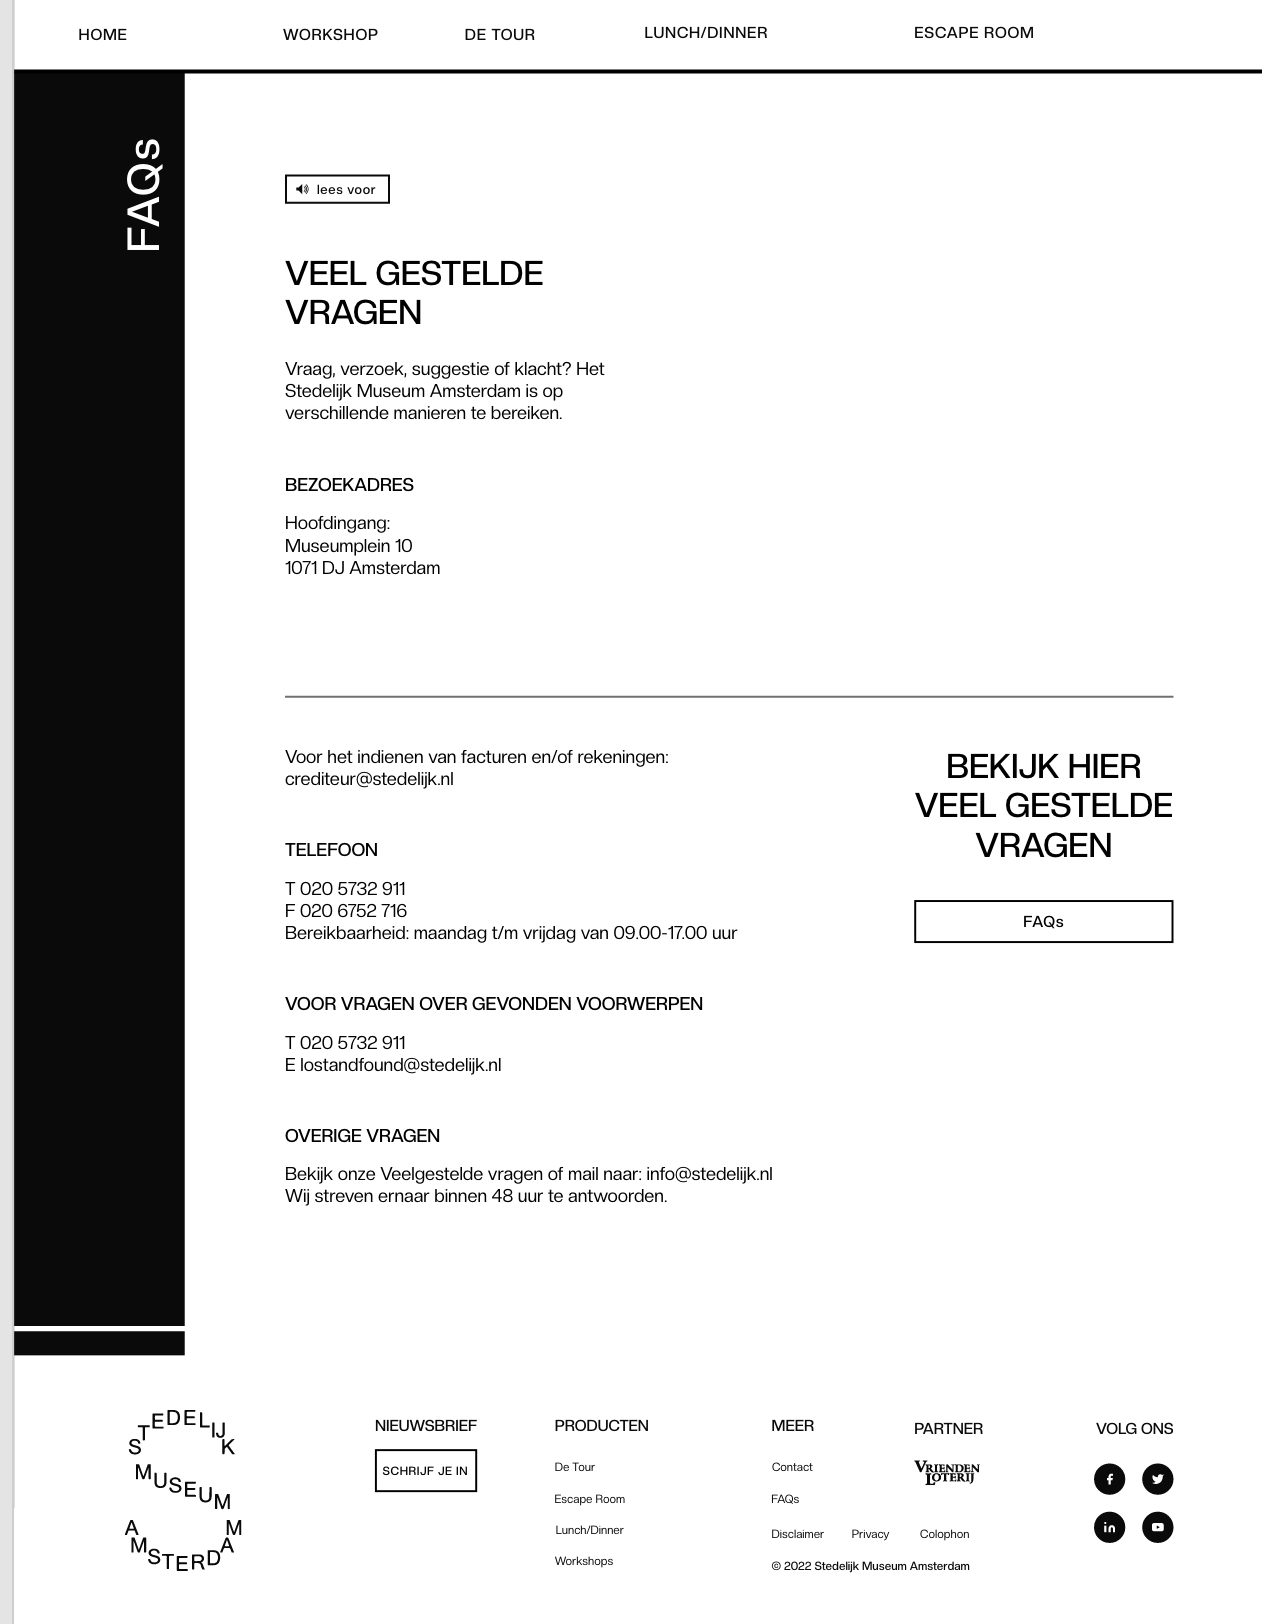 HOME
WORKSHOP
DE TOUR
LUNCH/DINNER
ESCAPE ROOM
FAQs
lees voor
VEEL GESTELDE
VRAGEN
Vraag, verzoek, suggestie of klacht? Het
Stedelijk Museum Amsterdam is op
verschillende manieren te bereiken.
BEZOEKADRES
Hoofdingang:
Museumplein 10
1071 DJ Amsterdam
Voor het indienen van facturen en/of rekeningen:
crediteur@stedelijk.nl
TELEFOON
T 020 5732 911
F 020 6752 716
Bereikbaarheid: maandag t/m vrijdag van 09.00-17.00 uur
VOOR VRAGEN OVER GEVONDEN VOORWERPEN
T 020 5732 911
E lostandfound@stedelijk.nl
OVERIGE VRAGEN
Bekijk onze Veelgestelde vragen of mail naar: info@stedelijk.nl
Wij streven ernaar binnen 48 uur te antwoorden.
BEKIJK HIER
VEEL GESTELDE
VRAGEN
FAQs
STEDELIJK
MUSEUM
AMSTERDAM
NIEUWSBRIEF
SCHRIJF JE IN
PRODUCTEN
De Tour
Escape Room
Lunch/Dinner
Workshops
MEER
Contact
FAQs
Disclaimer Privacy Colophon
© 2022 Stedelijk Museum Amsterdam
PARTNER
VRIENDEN
LOTERIJ
VOLG ONS